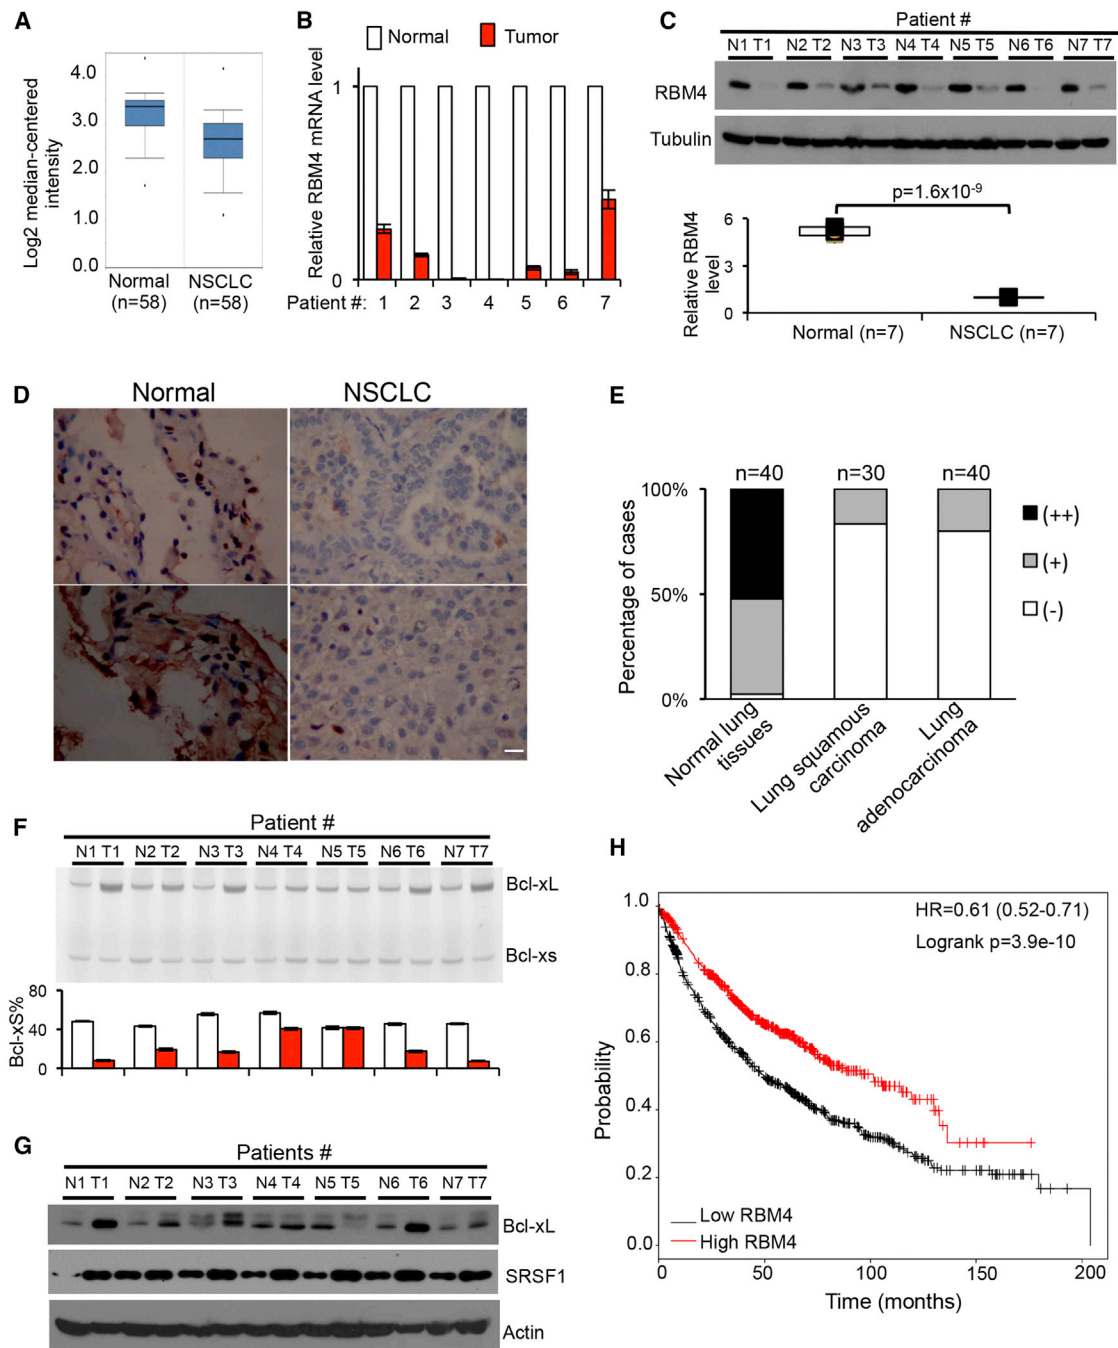 A
Log2 median-centered
intensity
4.0
3.0
2.0
1.0
0.0
Normal
(n=58)
NSCLC
(n=58)
B
Normal
Tumor
Relative RBM4 mRNA level
1
0
Patient #: 1 2 3 4 5 6 7
C
Patient #
N1 T1 N2 T2 N3 T3 N4 T4 N5 T5 N6 T6 N7 T7
RBM4
Tubulin
p=1.6x10-9
Relative RBM4
level
6
3
0
Normal (n=7)
NSCLC (n=7)
D
Normal
NSCLC
E
n=40
n=30
n=40
Percentage of cases
100%
50%
0%
(++)
(+)
(-)
Normal lung
tissues
Lung squamous
carcinoma
Lung
adenocarcinoma
F
Patient #
N1 T1 N2 T2 N3 T3 N4 T4 N5 T5 N6 T6 N7 T7
Bcl-xL
Bcl-xs
Bcl-xS%
80
40
0
G
Patients #
N1 T1 N2 T2 N3 T3 N4 T4 N5 T5 N6 T6 N7 T7
Bcl-xL
SRSF1
Actin
H
HR=0.61 (0.52-0.71)
Logrank p=3.9e-10
Probability
1.0
0.8
0.6
0.4
0.2
0.0
Low RBM4
High RBM4
0 50 100 150 200
Time (months)